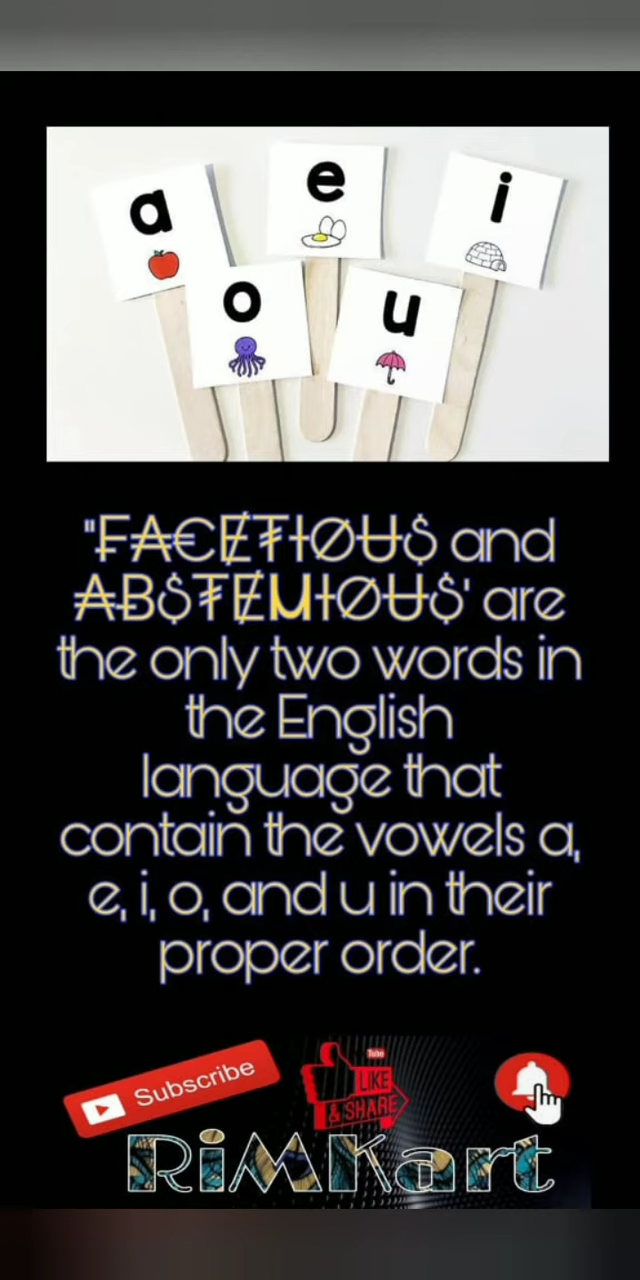 a
e
i
o
u
"FACETIOUS and
ABSTEMIOUS' are
the only two words in
the English
language that
contain the vowels a,
e, i, o, and u in their
proper order.
Subscribe
Tube
LIKE
& SHARE
RiMKart